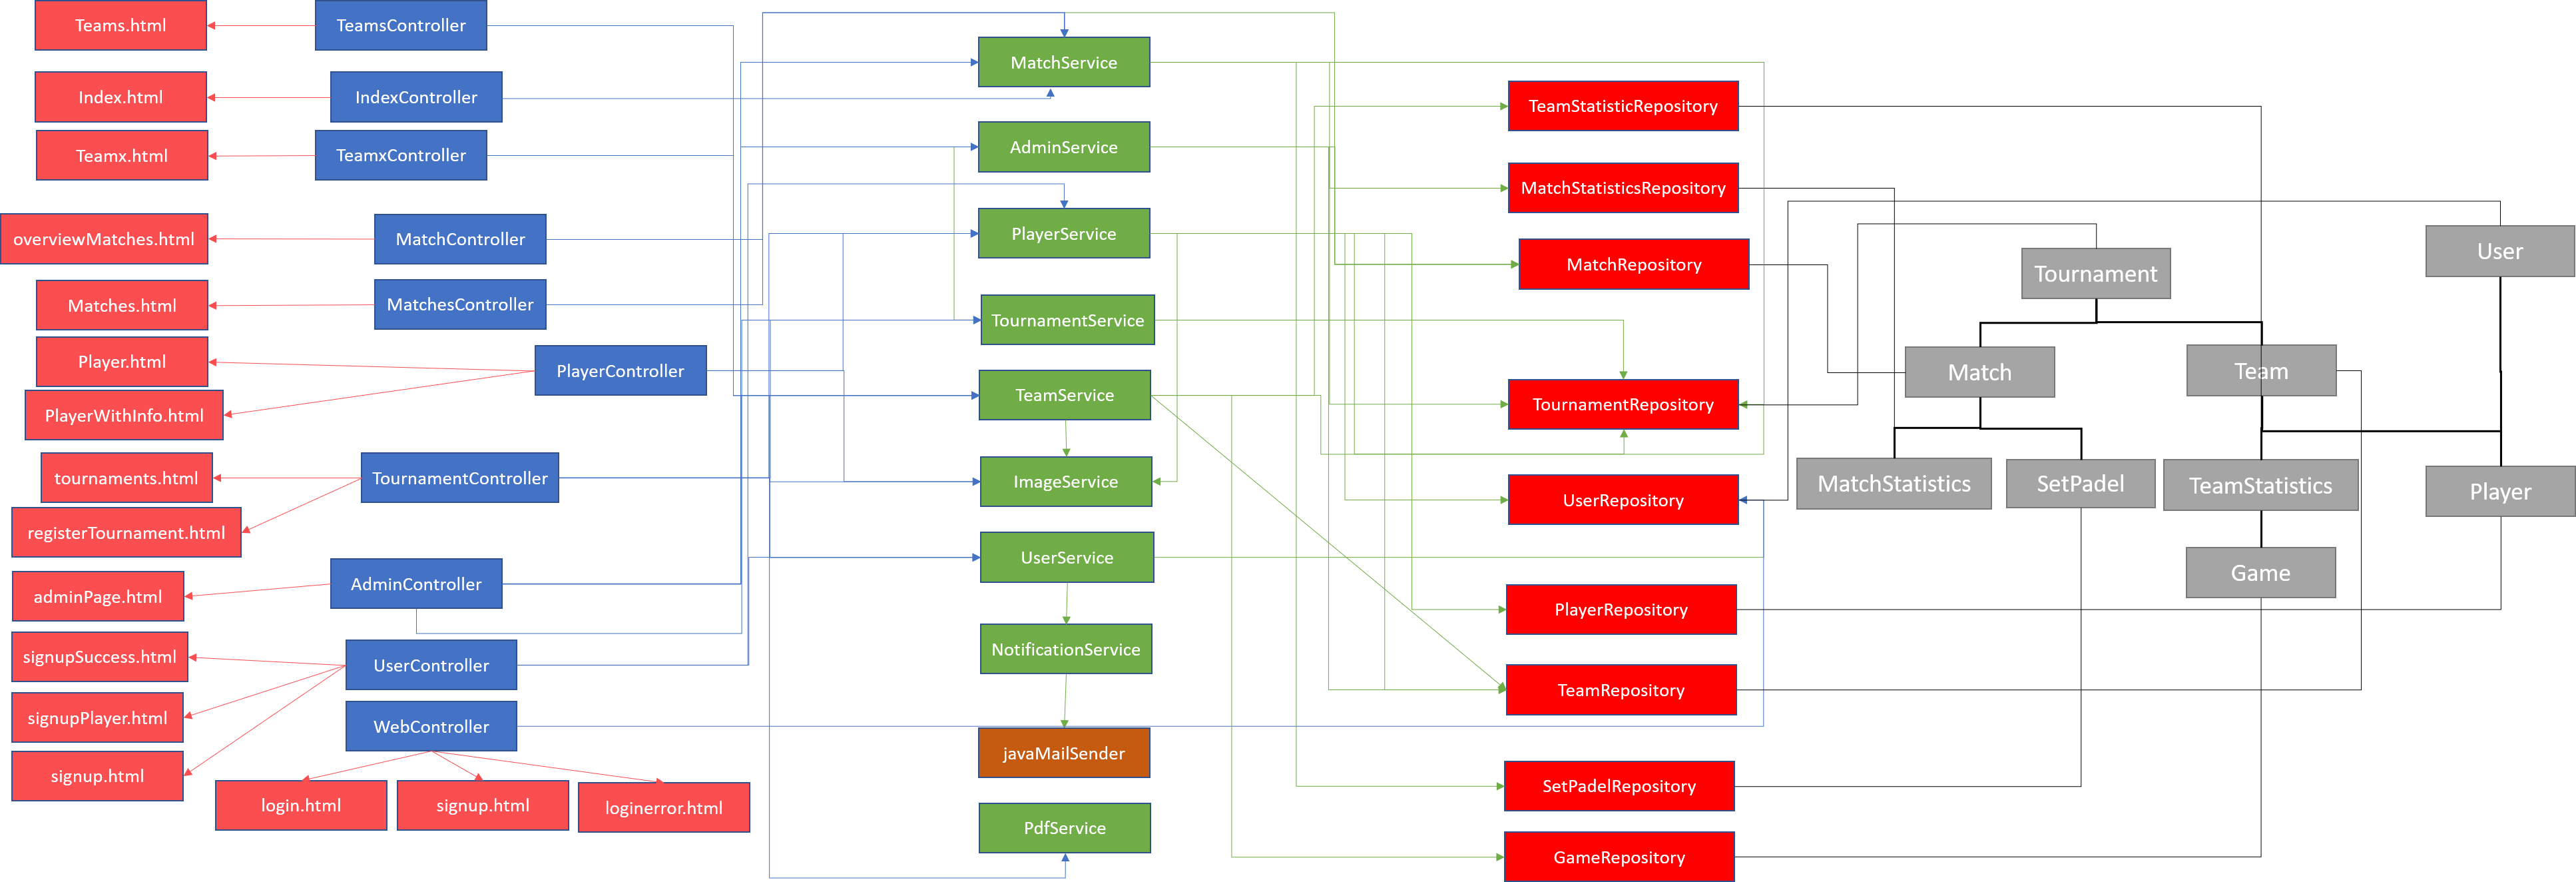 Teams.html
TeamsController
Index.html
IndexController
Teamx.html
TeamxController
overviewMatches.html
MatchController
Matches.html
MatchesController
Player.html
PlayerController
PlayerWithInfo.html
tournaments.html
TournamentController
registerTournament.html
AdminController
adminPage.html
signupSuccess.html
UserController
signupPlayer.html
WebController
signup.html
login.html
signup.html
loginerror.html
MatchService
AdminService
PlayerService
TournamentService
TeamService
ImageService
UserService
NotificationService
javaMailSender
PdfService
TeamStatisticRepository
MatchStatisticsRepository
MatchRepository
TournamentRepository
UserRepository
PlayerRepository
TeamRepository
SetPadelRepository
GameRepository
User
Tournament
Match
Team
MatchStatistics
SetPadel
TeamStatistics
Player
Game